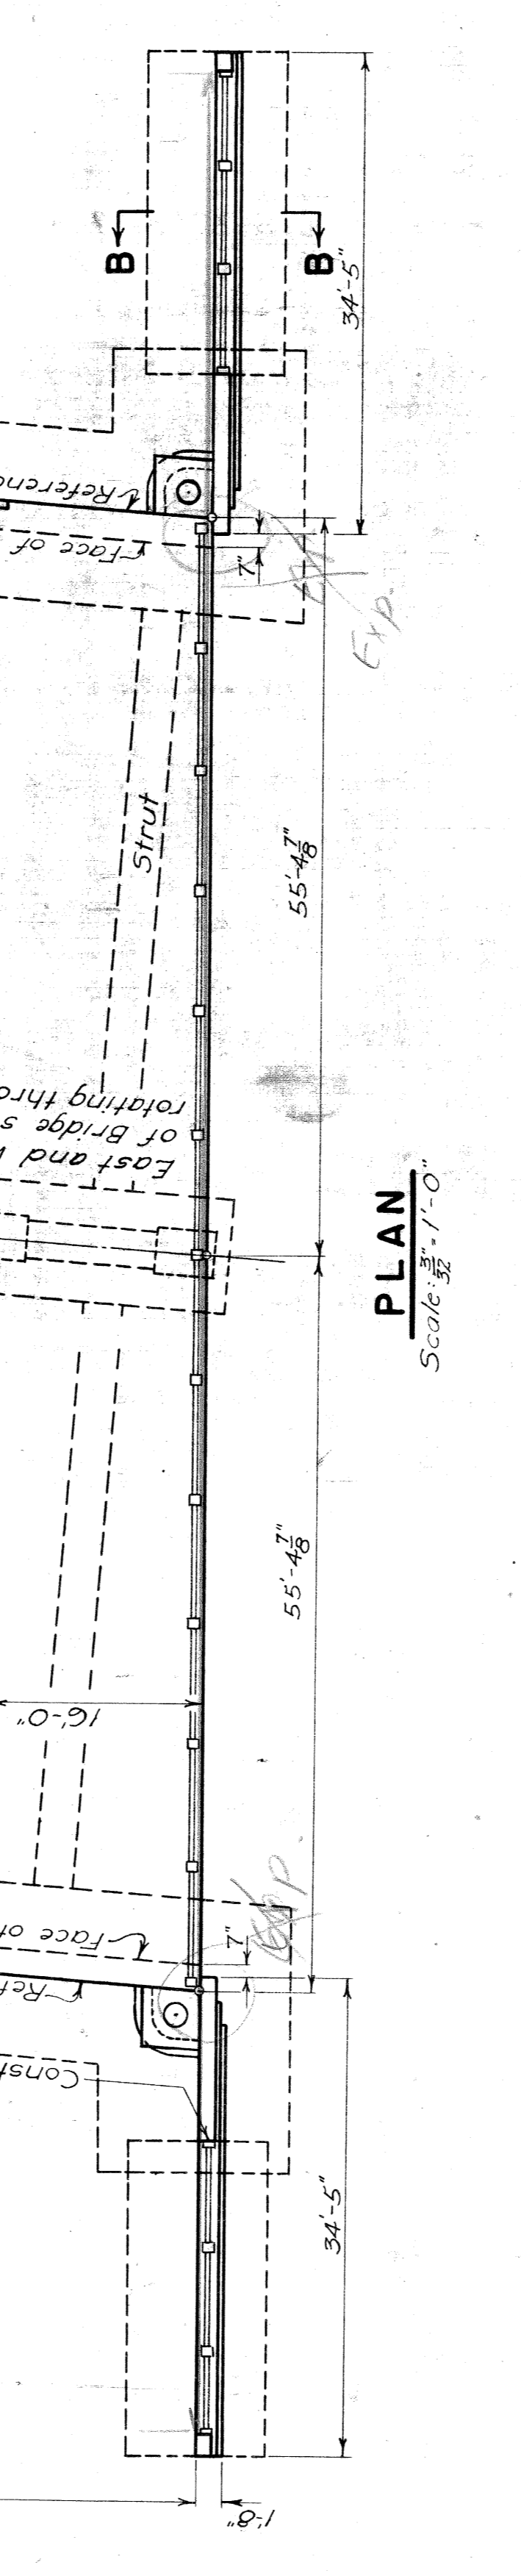 B
B
34'-5"
Referenc
Face of
7"
Exp.
Strut
55'-4 7/8"
East and
of Bridge s
rotating thro
PLAN
Scale: 3/32" = 1'-0"
55'-4 7/8"
16'-0"
Exp.
7"
Face of
Ref
Const
34'-5"
1'-8"